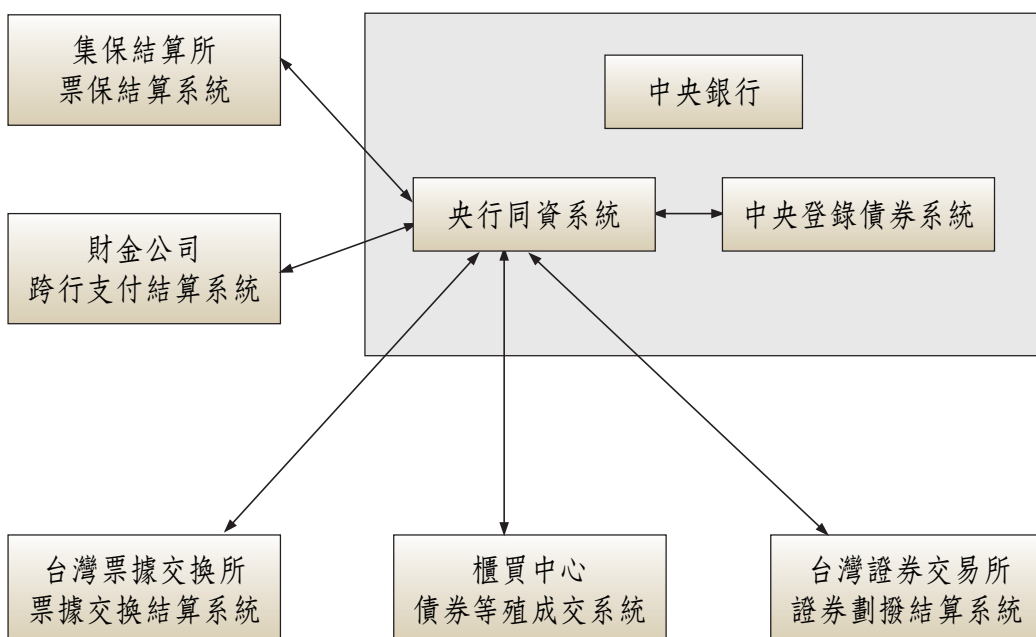 集保結算所
票保結算系統
中央銀行
央行同資系統
中央登錄債券系統
財金公司
跨行支付結算系統
台灣票據交換所
票據交換結算系統
櫃買中心
債券等殖成交系統
台灣證券交易所
證券劃撥結算系統